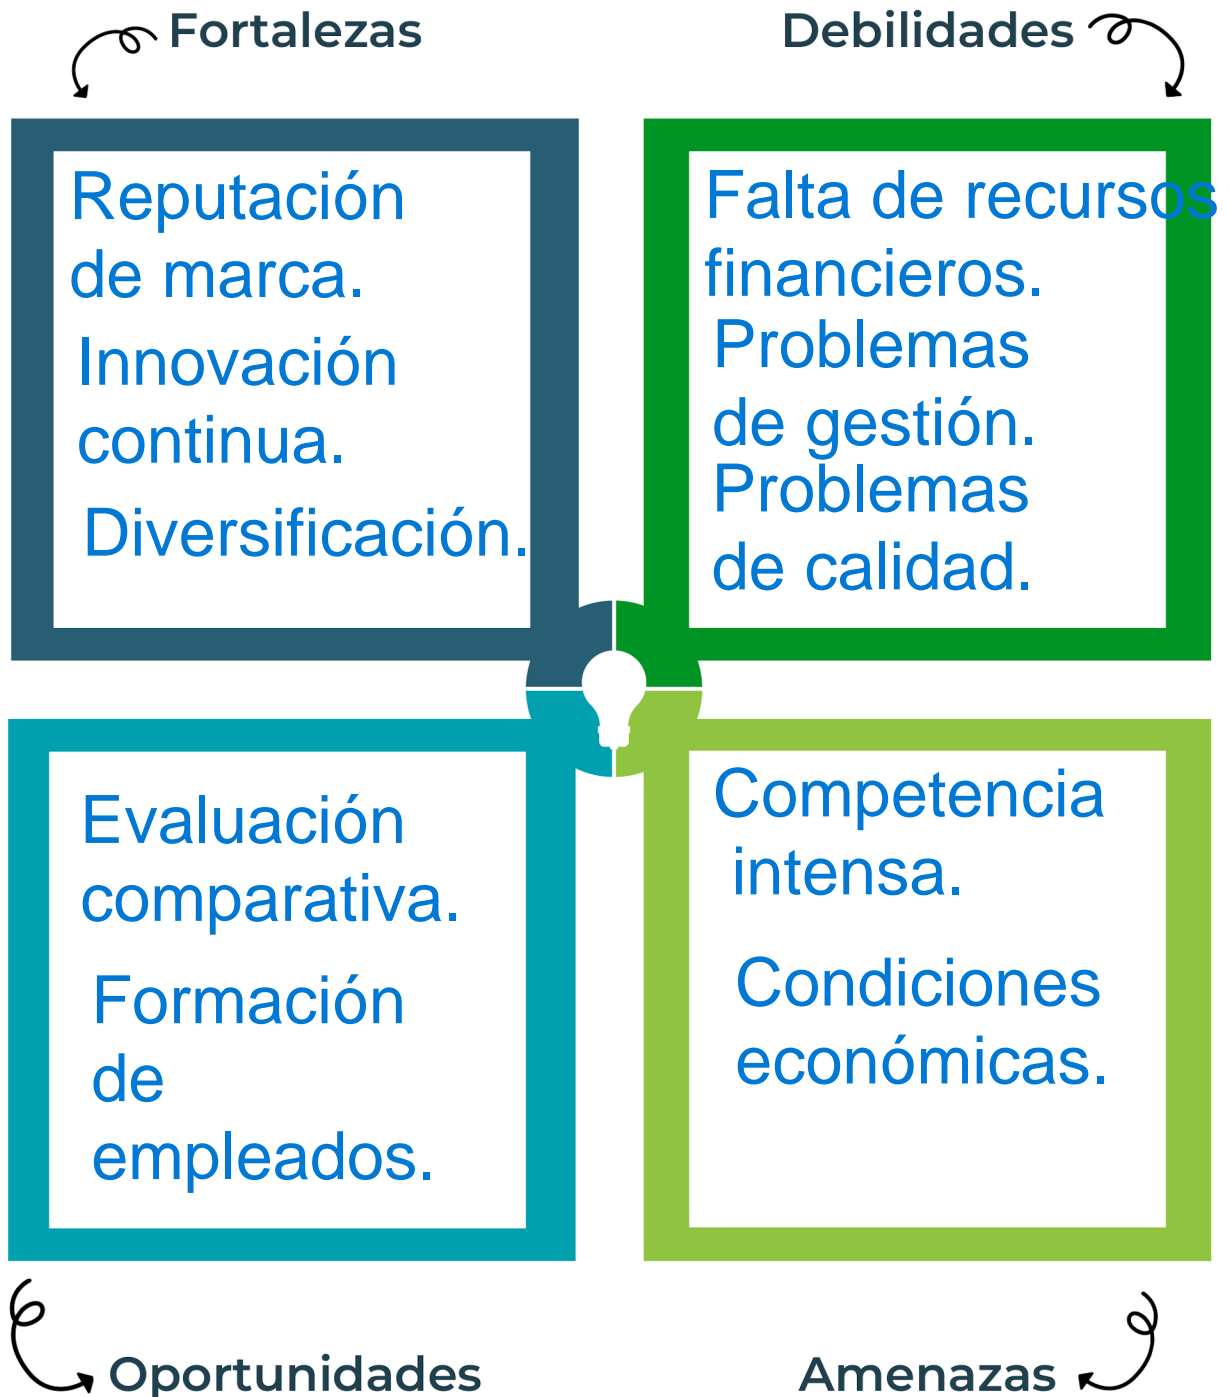 Fortalezas
Reputación
de marca.
Innovación
continua.
Diversificación.
Debilidades
Falta de recursos
financieros.
Problemas
de gestión.
Problemas
de calidad.
Evaluación
comparativa.
Formación
de
empleados.
Oportunidades
Competencia
intensa.
Condiciones
económicas.
Amenazas